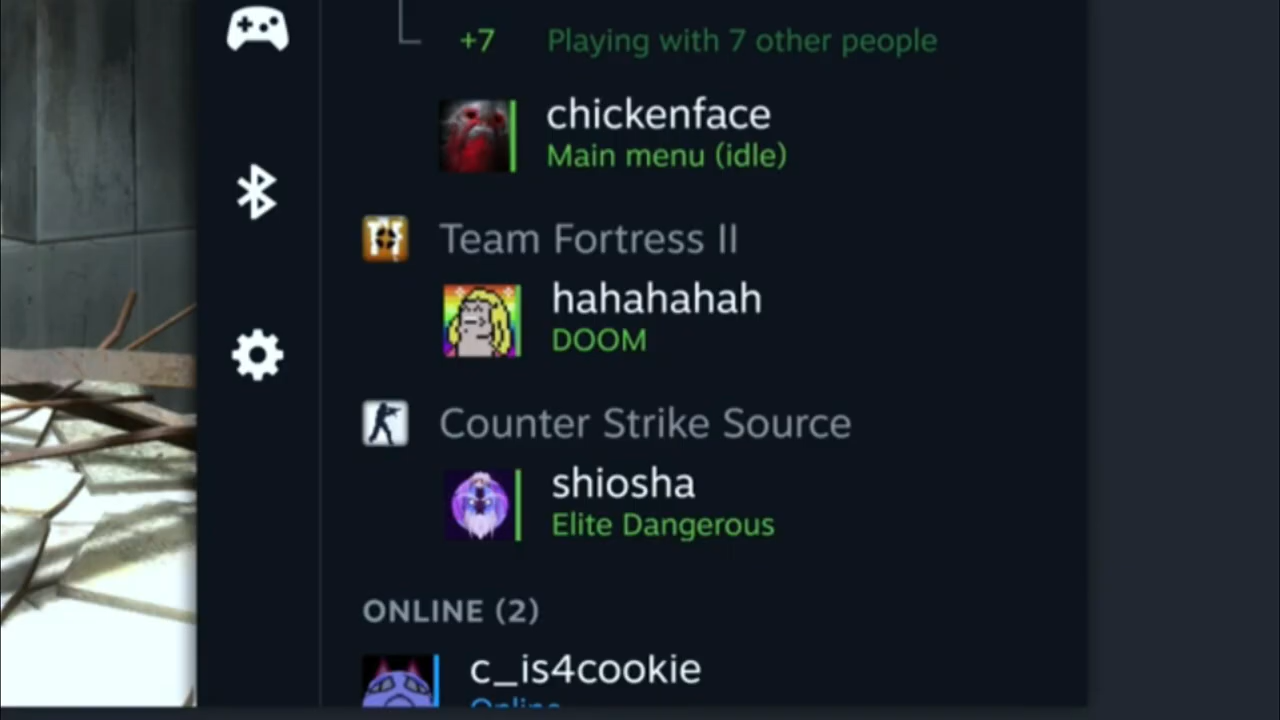 +7 Playing with 7 other people
chickenface
Main menu (idle)
Team Fortress II
hahahahah
DOOM
Counter Strike Source
shiosha
Elite Dangerous
ONLINE (2)
c_is4cookie
Online